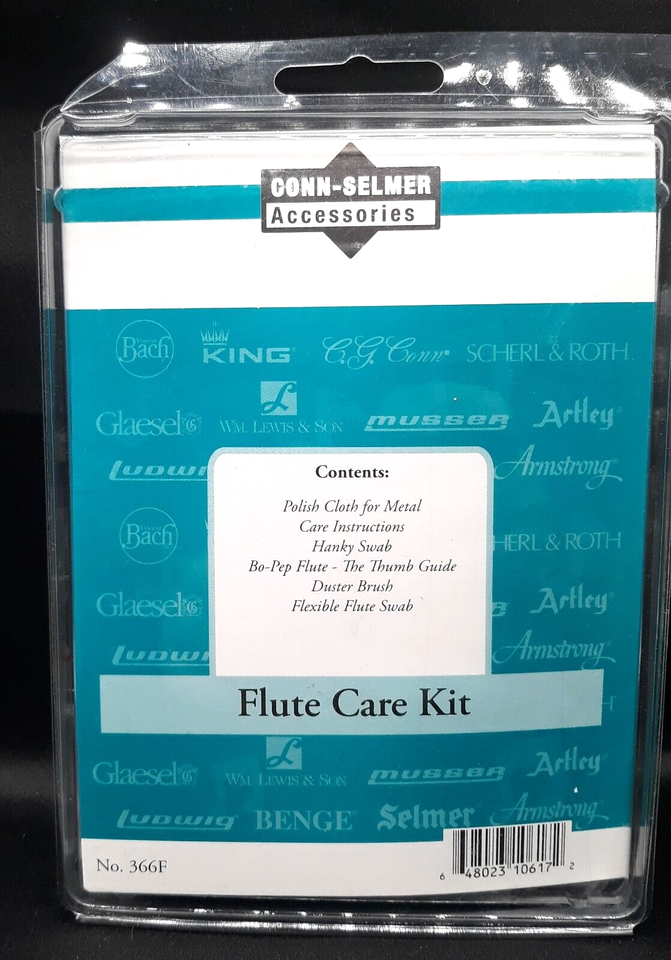 CONN-SELMER
Accessories
Vincent Bach KING C.G. Conn SCHERL & ROTH
Glaesel G L WM. LEWIS & SON musser Artley
LUDWI Armstrong
Contents:
Polish Cloth for Metal
Care Instructions
Hanky Swab
Bo-Pep Flute - The Thumb Guide
Duster Brush
Flexible Flute Swab
Vincent Bach HERL & ROTH
Glaesel G Artley
LUDWI Armstrong
Flute Care Kit
Glaesel G L WM. LEWIS & SON musser Artley
LUDWIG BENGE Selmer Armstrong
No. 366F
6 48023 10617 2